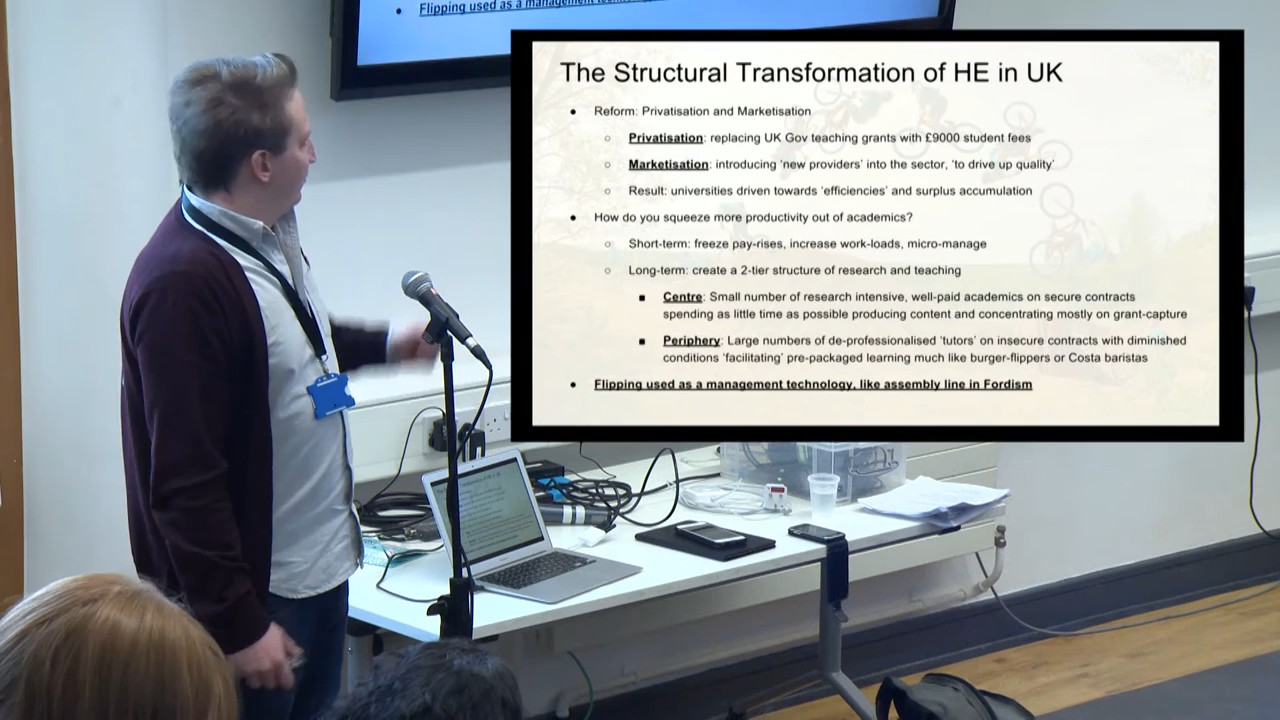 Flipping used as a management
The Structural Transformation of HE in UK
● Reform: Privatisation and Marketisation
○ Privatisation: replacing UK Gov teaching grants with £9000 student fees
○ Marketisation: introducing ‘new providers’ into the sector, ‘to drive up quality’
○ Result: universities driven towards ‘efficiencies’ and surplus accumulation
● How do you squeeze more productivity out of academics?
○ Short-term: freeze pay-rises, increase work-loads, micro-manage
○ Long-term: create a 2-tier structure of research and teaching
■ Centre: Small number of research intensive, well-paid academics on secure contracts
spending as little time as possible producing content and concentrating mostly on grant-capture
■ Periphery: Large numbers of de-professionalised ‘tutors’ on insecure contracts with diminished
conditions ‘facilitating’ pre-packaged learning much like burger-flippers or Costa baristas
● Flipping used as a management technology, like assembly line in Fordism